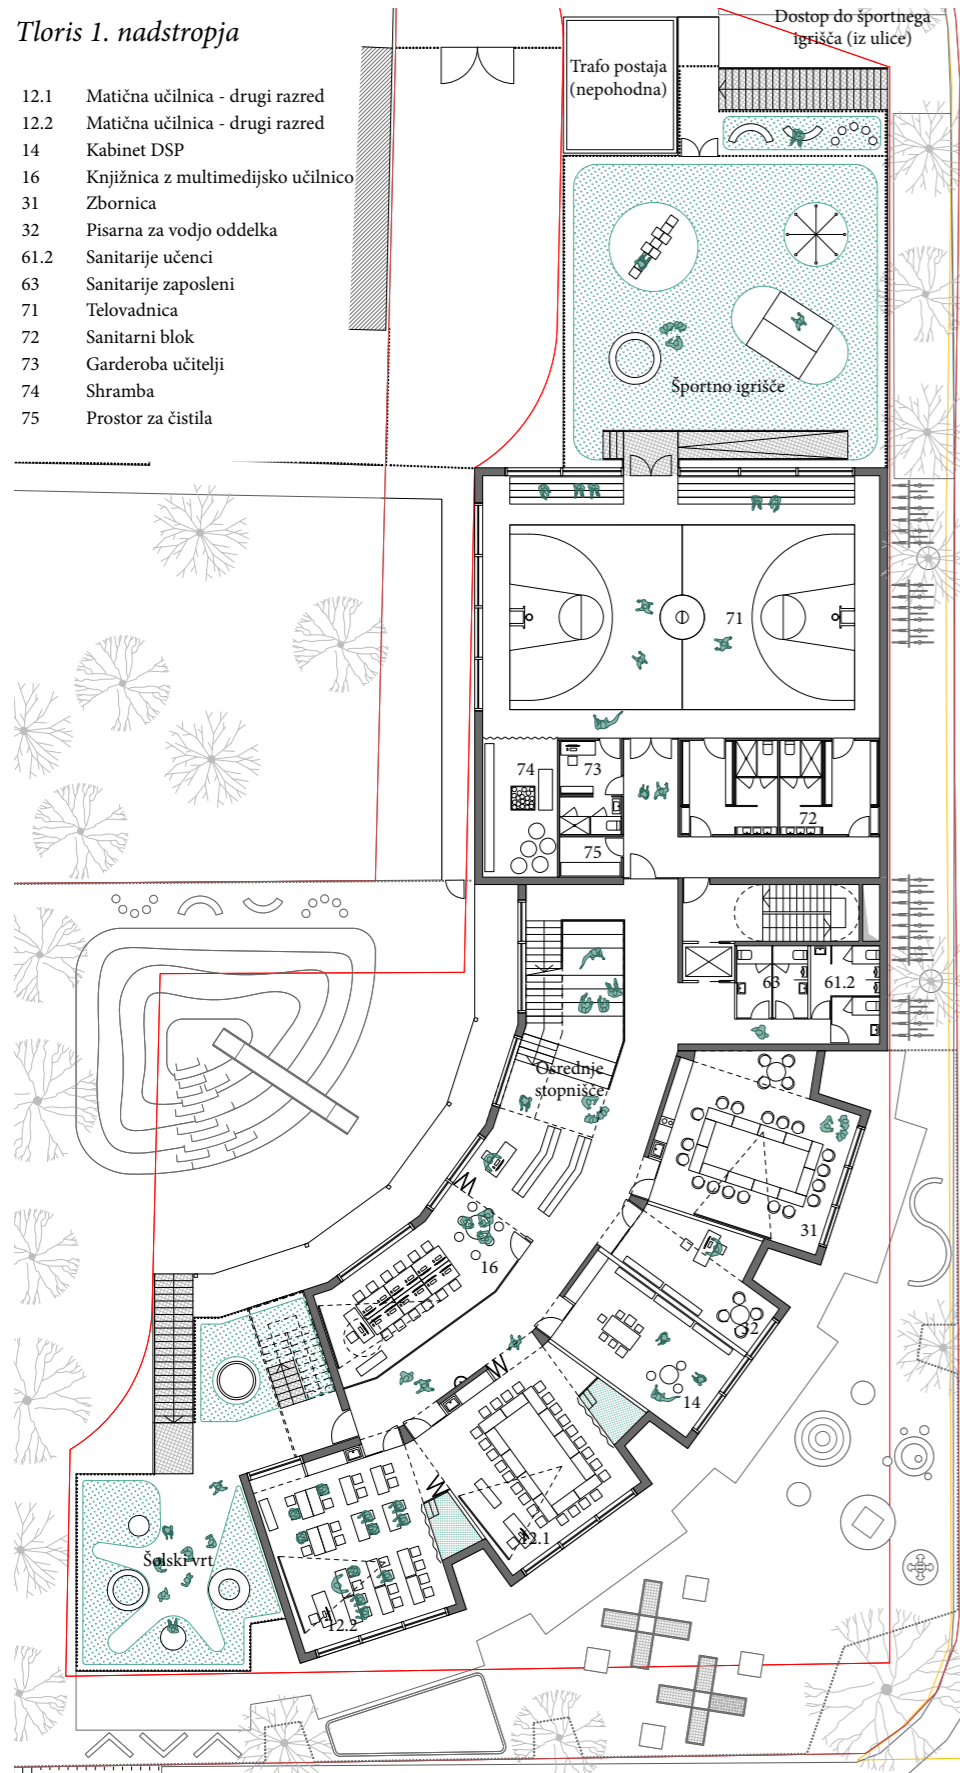 Tloris 1. nadstropja
12.1 Matična učilnica - drugi razred
12.2 Matična učilnica - drugi razred
14 Kabinet DSP
16 Knjižnica z multimedijsko učilnico
31 Zbornica
32 Pisarna za vodjo oddelka
61.2 Sanitarije učenci
63 Sanitarije zaposleni
71 Telovadnica
72 Sanitarni blok
73 Garderoba učitelji
74 Shramba
75 Prostor za čistila
Dostop do športnega
igrišča (iz ulice)
Trafo postaja
(nepohodna)
Športno igrišče
71
74
73
72
75
63
61.2
Osrednje
stopnišče
31
16
32
14
12.1
Šolski vrt
12.2